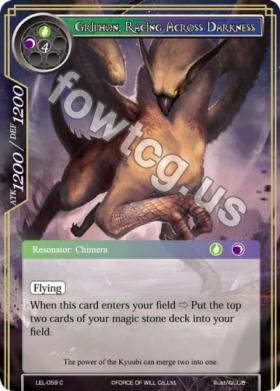 Griphon, Racing Across Darkness
4
ATK 1200 / DEF 1200
fowtcg.us
Resonator: Chimera
Flying
When this card enters your field ⇨ Put the top
two cards of your magic stone deck into your
field.
The power of the Kyuubi can merge two into one.
LEL-059 C
©FORCE OF WILL Co.,Ltd.